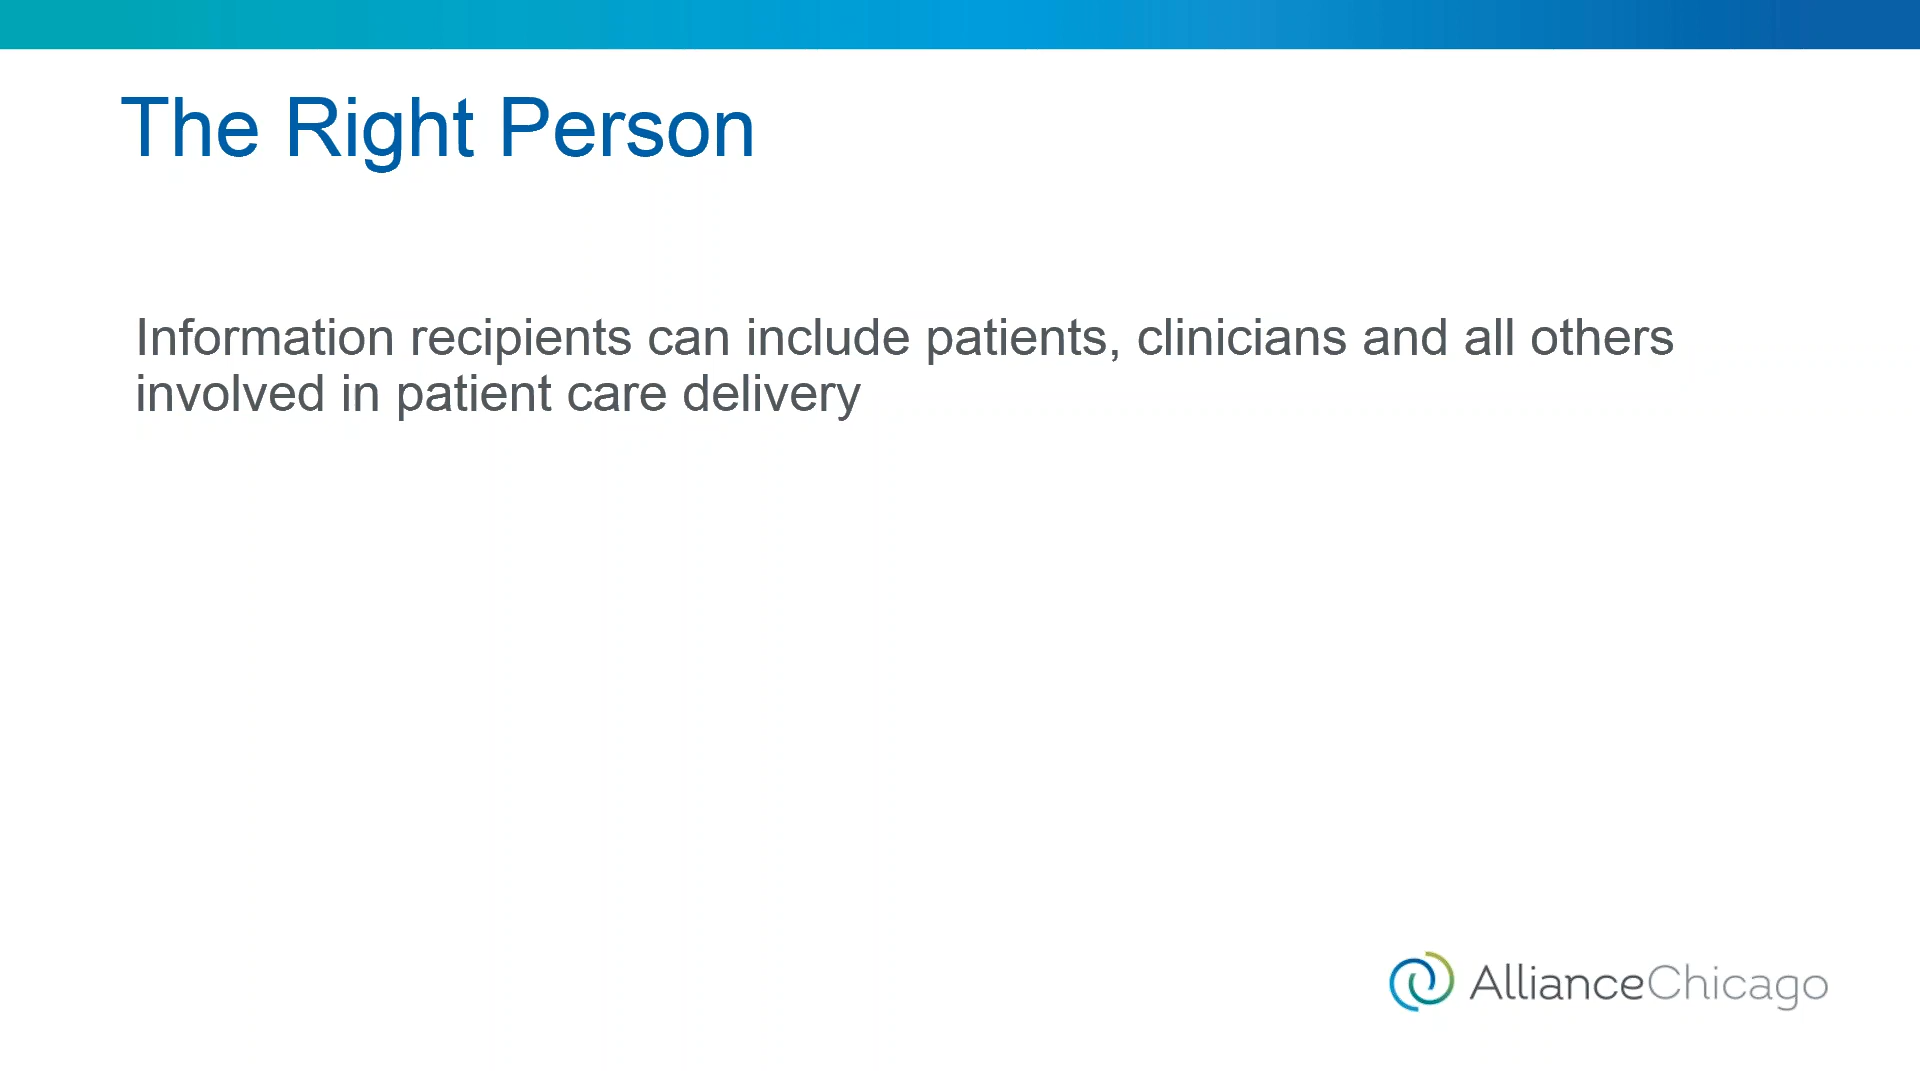 The Right Person
Information recipients can include patients, clinicians and all others
involved in patient care delivery
AllianceChicago